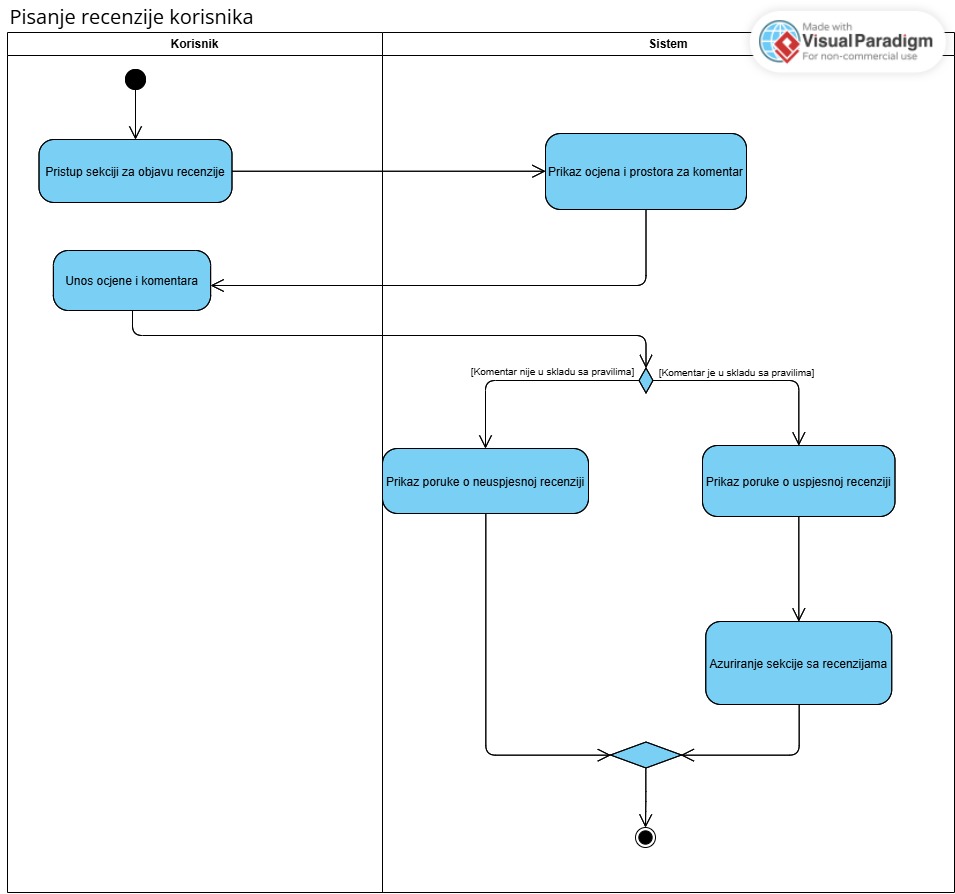 Pisanje recenzije korisnika
Korisnik
Sistem
Made with
VisualParadigm
For non-commercial use
Pristup sekciji za objavu recenzije
Prikaz ocjena i prostora za komentar
Unos ocjene i komentara
[Komentar nije u skladu sa pravilima]
[Komentar je u skladu sa pravilima]
Prikaz poruke o neuspjesnoj recenziji
Prikaz poruke o uspjesnoj recenziji
Azuriranje sekcije sa recenzijama